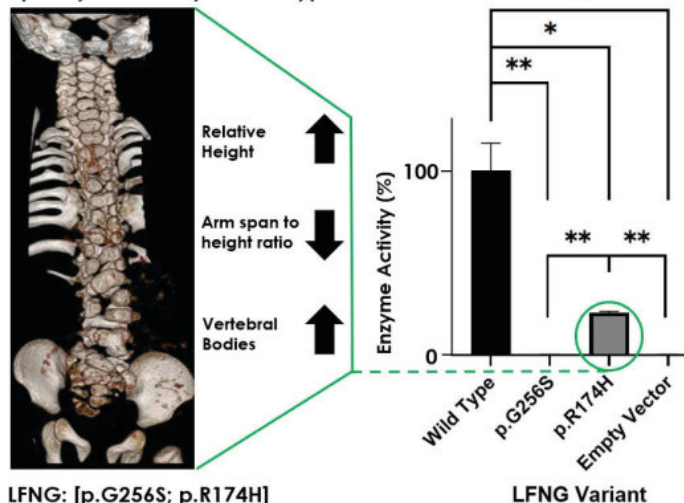 Relative
Height
Arm span to
height ratio
Vertebral
Bodies
LFNG: [p.G256S; p.R174H]
*
**
**
**
Enzyme Activity (%)
100
0
Wild Type
p.G256S
p.R174H
Empty Vector
LFNG Variant